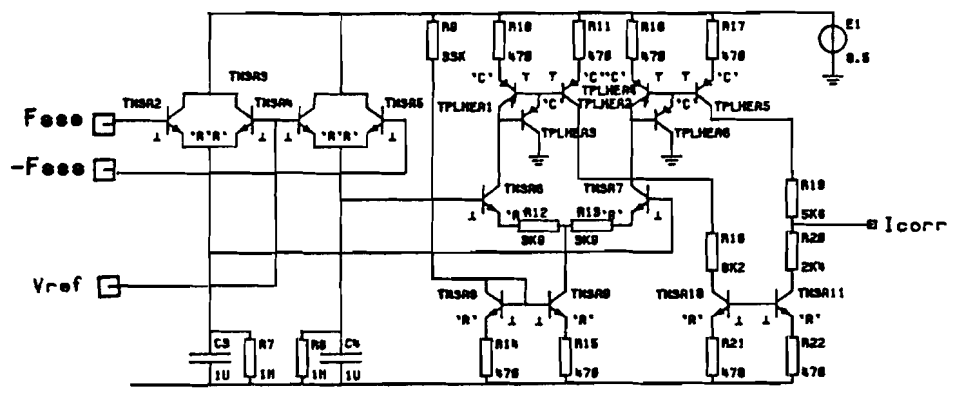 R9
33K
R10
470
R11
470
R16
470
R17
470
E1
8.5
"C"
T
T
"C"
"C"
T
T
"C"
TNSA3
TNSA2
TNSA4
TNSA5
TPLHEA1
"C"
TPLHEA4
TPLHEA2
"C"
TPLHEA5
Fese
"R"
"R"
"R"
"R"
TPLHEA3
TPLHEA6
-Fese
TNSA6
TNSA7
R19
5K6
"R"
R12
R13
"R"
3K9
3K9
Icorr
R18
8K2
R20
2K4
Vref
TNSA8
TNSA9
TNSA10
TNSA11
"R"
"R"
"R"
"R"
C3
R7
R6
C4
R14
R15
R21
R22
1U
1M
1M
1U
470
470
470
470